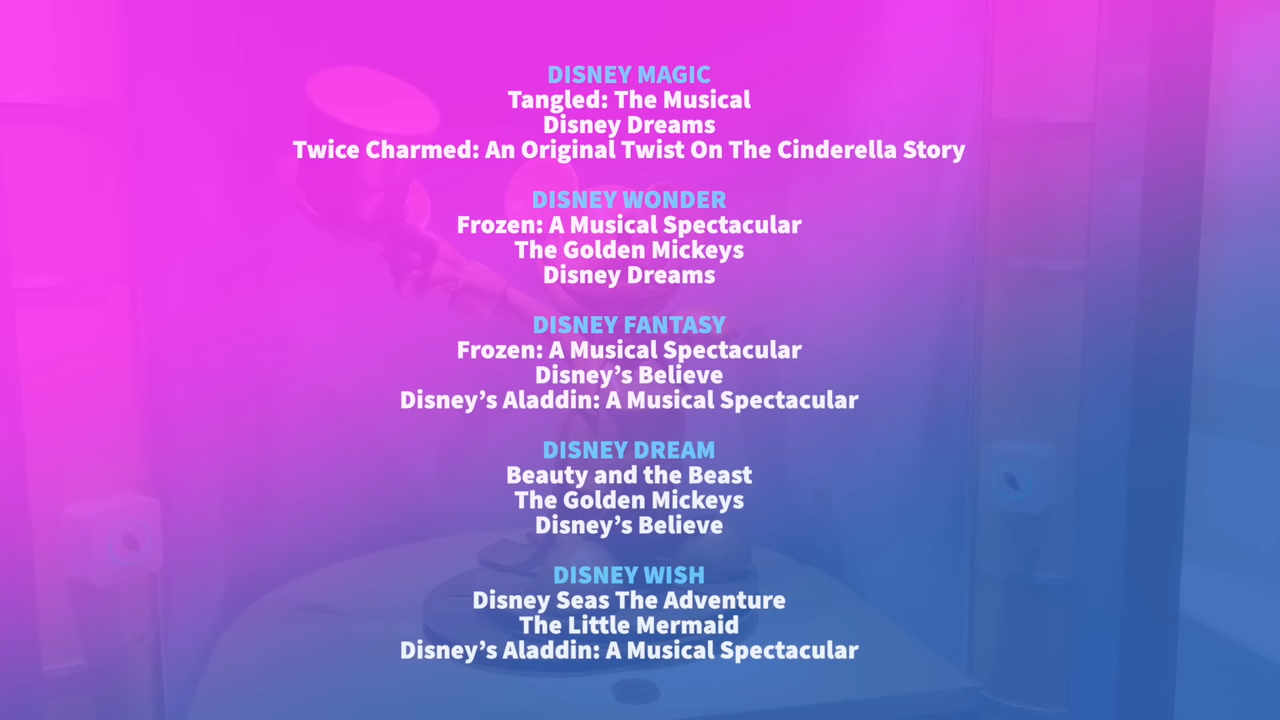 DISNEY MAGIC
Tangled: The Musical
Disney Dreams
Twice Charmed: An Original Twist On The Cinderella Story
DISNEY WONDER
Frozen: A Musical Spectacular
The Golden Mickeys
Disney Dreams
DISNEY FANTASY
Frozen: A Musical Spectacular
Disney’s Believe
Disney’s Aladdin: A Musical Spectacular
DISNEY DREAM
Beauty and the Beast
The Golden Mickeys
Disney’s Believe
DISNEY WISH
Disney Seas The Adventure
The Little Mermaid
Disney’s Aladdin: A Musical Spectacular